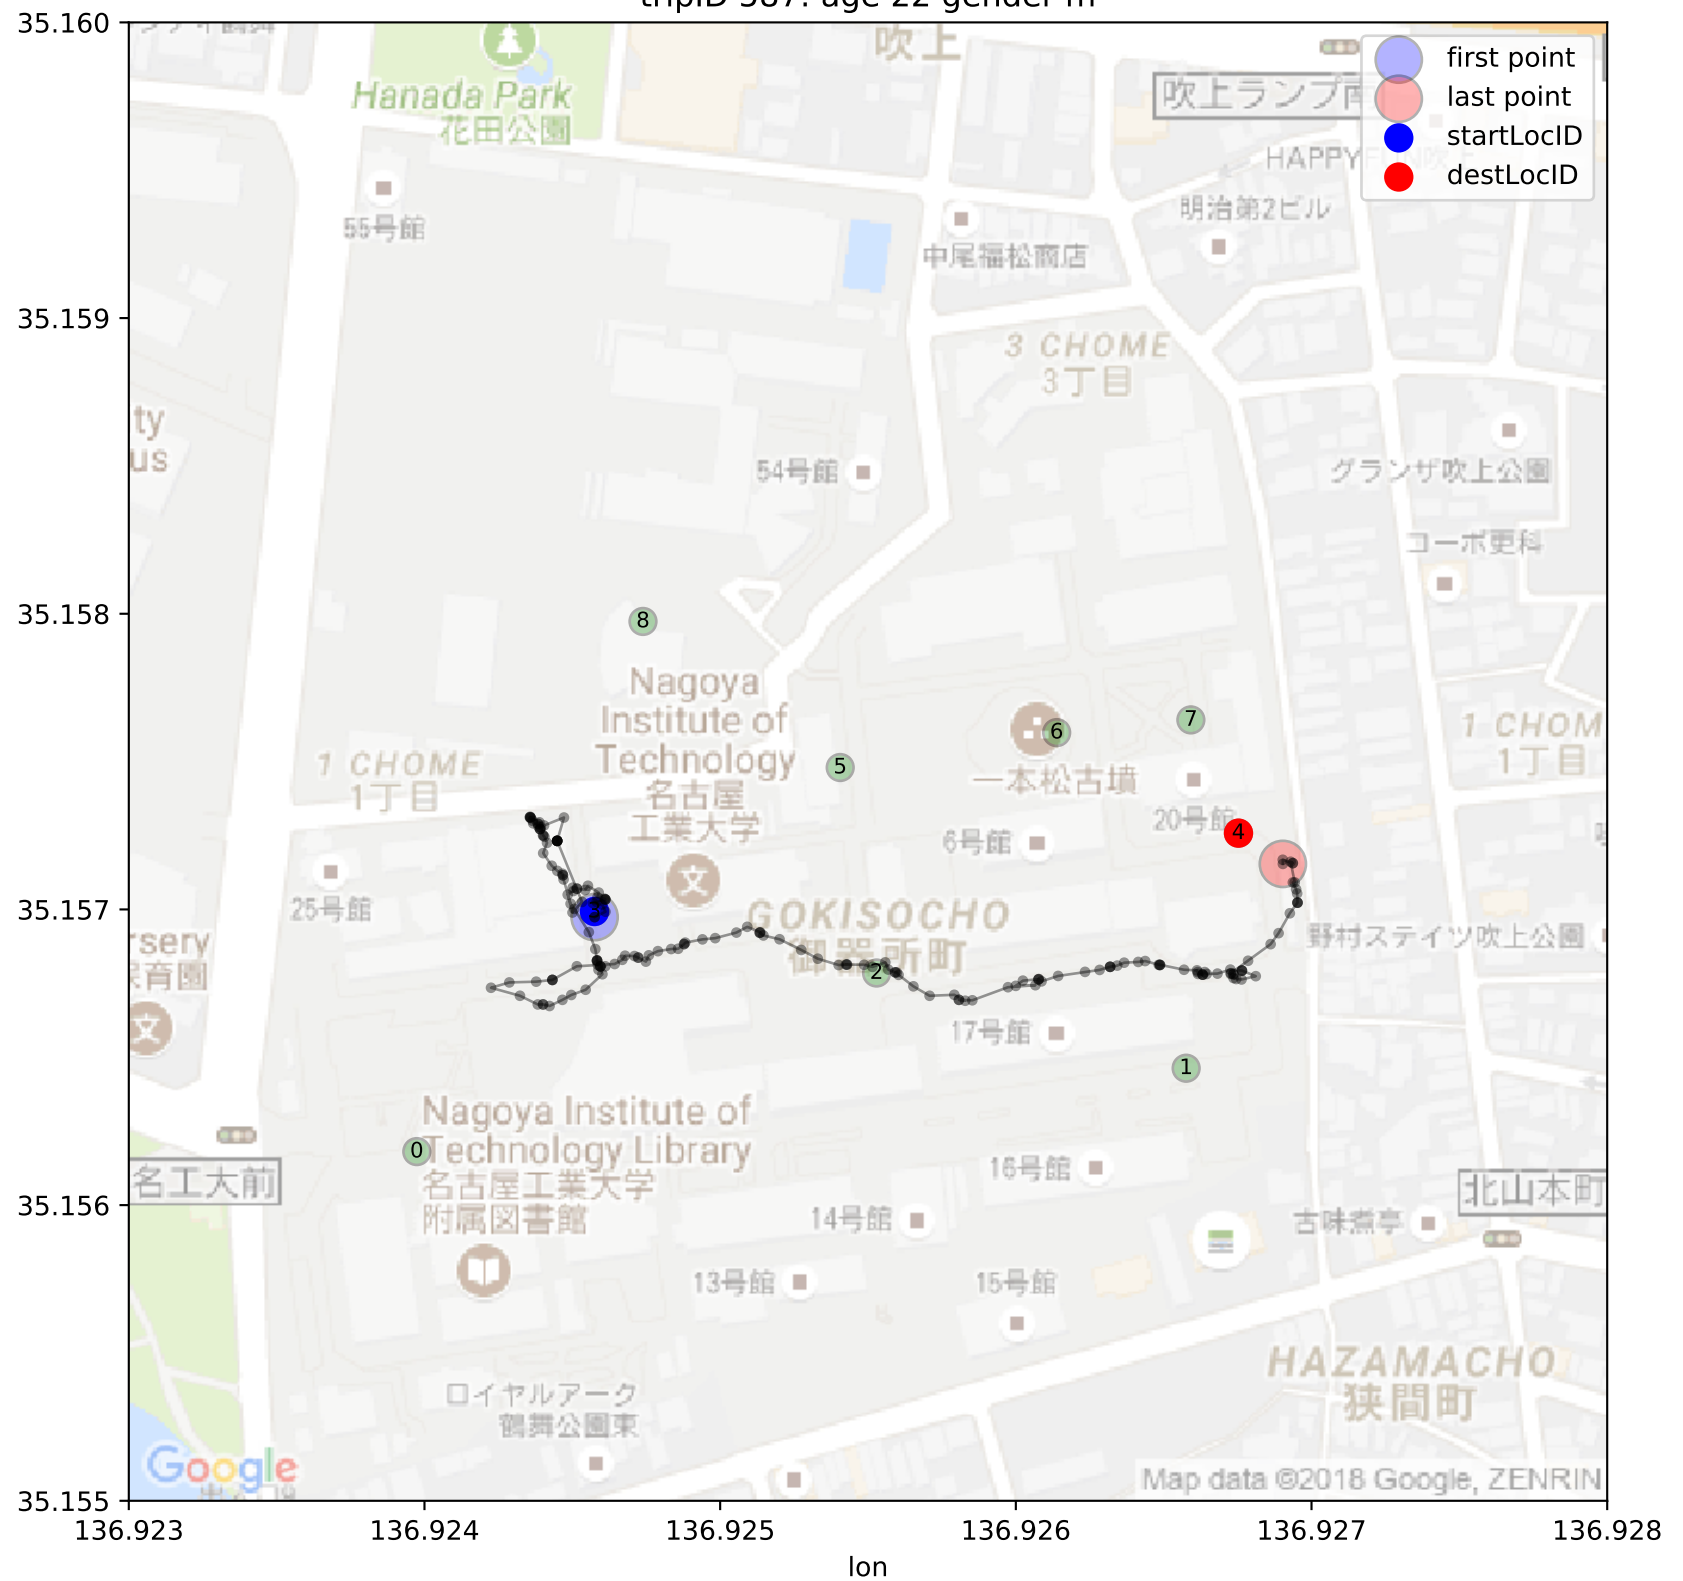 35.160
吹上
first point
Hanada Park
花田公園
吹上ランプ南
last point
startLocID
HAPPY
destLocID
55号館
明治第2ビル
中尾福松商店
35.159
3 CHOME
3丁目
ty
us
54号館
グランザ吹上公園
コーポ更科
35.158
8
Nagoya
Institute of
Technology
名古屋
工業大学
7
6
1 CHOM
1丁目
1 CHOME
1丁目
5
一本松古墳
20号館
4
6号館
25号館
35.157
3
GOKISOCHO
御器所町
2
野村ステイツ吹上公園
rsery
保育園
17号館
1
Nagoya Institute of
Technology Library
名古屋工業大学
附属図書館
0
名工大前
16号館
北山本町
35.156
14号館
古味煮亭
13号館
15号館
HAZAMACHO
狭間町
ロイヤルアーク
鶴舞公園東
Google
Map data ©2018 Google, ZENRIN
35.155
136.923
136.924
136.925
136.926
136.927
136.928
lon